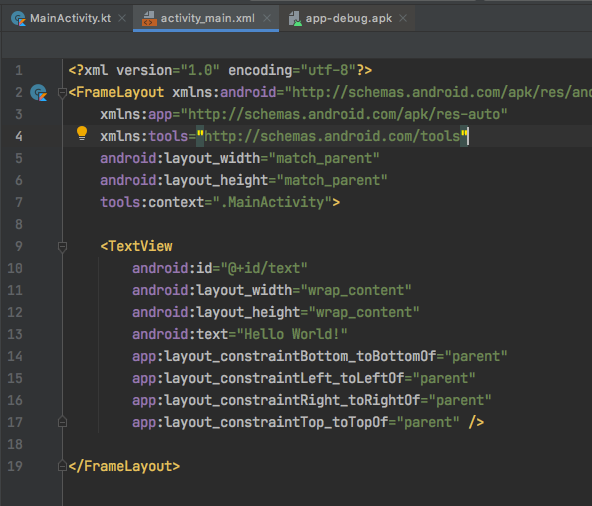 MainActivity.kt activity_main.xml app-debug.apk
1 <?xml version="1.0" encoding="utf-8"?>
2 <FrameLayout xmlns:android="http://schemas.android.com/apk/res/and
3 xmlns:app="http://schemas.android.com/apk/res-auto"
4 xmlns:tools="http://schemas.android.com/tools"
5 android:layout_width="match_parent"
6 android:layout_height="match_parent"
7 tools:context=".MainActivity">
8
9 <TextView
10 android:id="@+id/text"
11 android:layout_width="wrap_content"
12 android:layout_height="wrap_content"
13 android:text="Hello World!"
14 app:layout_constraintBottom_toBottomOf="parent"
15 app:layout_constraintLeft_toLeftOf="parent"
16 app:layout_constraintRight_toRightOf="parent"
17 app:layout_constraintTop_toTopOf="parent" />
18
19 </FrameLayout>